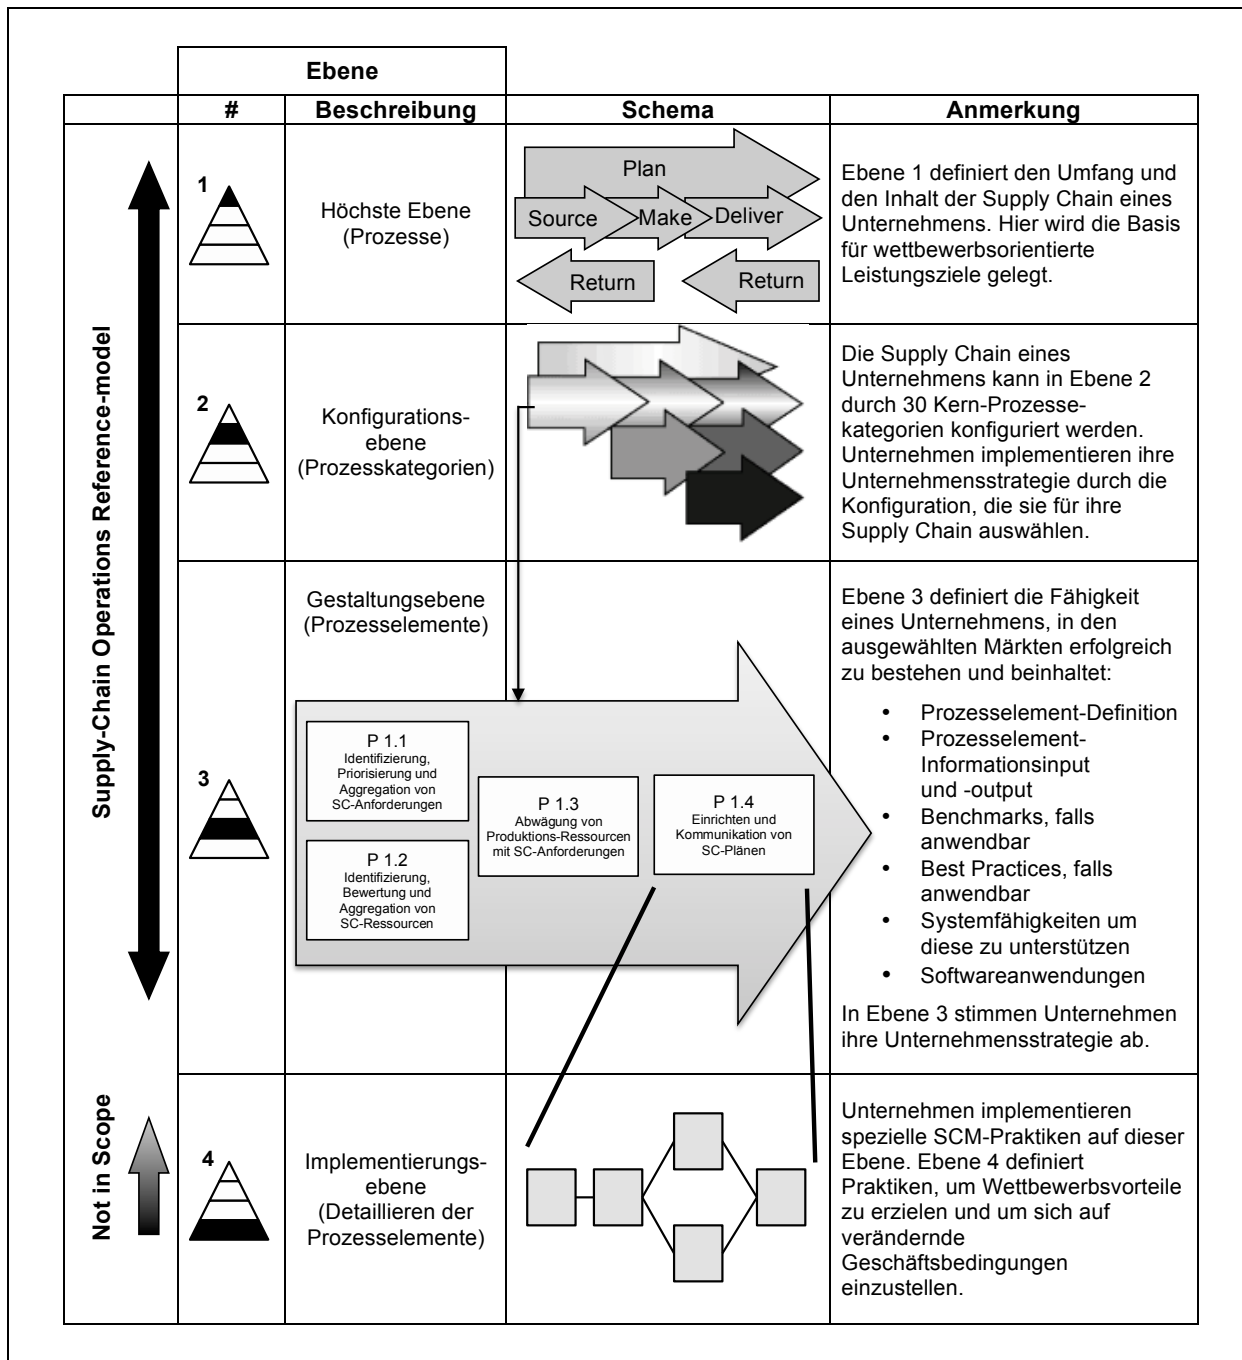 Ebene
# Beschreibung Schema Anmerkung
Supply-Chain Operations Reference-model
1
Höchste Ebene
(Prozesse)
Plan
Source Make Deliver
Return Return
Ebene 1 definiert den Umfang und
den Inhalt der Supply Chain eines
Unternehmens. Hier wird die Basis
für wettbewerbsorientierte
Leistungsziele gelegt.
2
Konfigurations-
ebene
(Prozesskategorien)
Die Supply Chain eines
Unternehmens kann in Ebene 2
durch 30 Kern-Prozesse-
kategorien konfiguriert werden.
Unternehmen implementieren ihre
Unternehmensstrategie durch die
Konfiguration, die sie für ihre
Supply Chain auswählen.
3
Gestaltungsebene
(Prozesselemente)
P 1.1
Identifizierung,
Priorisierung und
Aggregation von
SC-Anforderungen
P 1.2
Identifizierung,
Bewertung und
Aggregation von
SC-Ressourcen
P 1.3
Abwägung von
Produktions-Ressourcen
mit SC-Anforderungen
P 1.4
Einrichten und
Kommunikation von
SC-Plänen
Ebene 3 definiert die Fähigkeit
eines Unternehmens, in den
ausgewählten Märkten erfolgreich
zu bestehen und beinhaltet:
• Prozesselement-Definition
• Prozesselement-
Informationsinput
und -output
• Benchmarks, falls
anwendbar
• Best Practices, falls
anwendbar
• Systemfähigkeiten um
diese zu unterstützen
• Softwareanwendungen
In Ebene 3 stimmen Unternehmen
ihre Unternehmensstrategie ab.
Not in Scope
4
Implementierungs-
ebene
(Detaillieren der
Prozesselemente)
Unternehmen implementieren
spezielle SCM-Praktiken auf dieser
Ebene. Ebene 4 definiert
Praktiken, um Wettbewerbsvorteile
zu erzielen und um sich auf
verändernde
Geschäftsbedingungen
einzustellen.